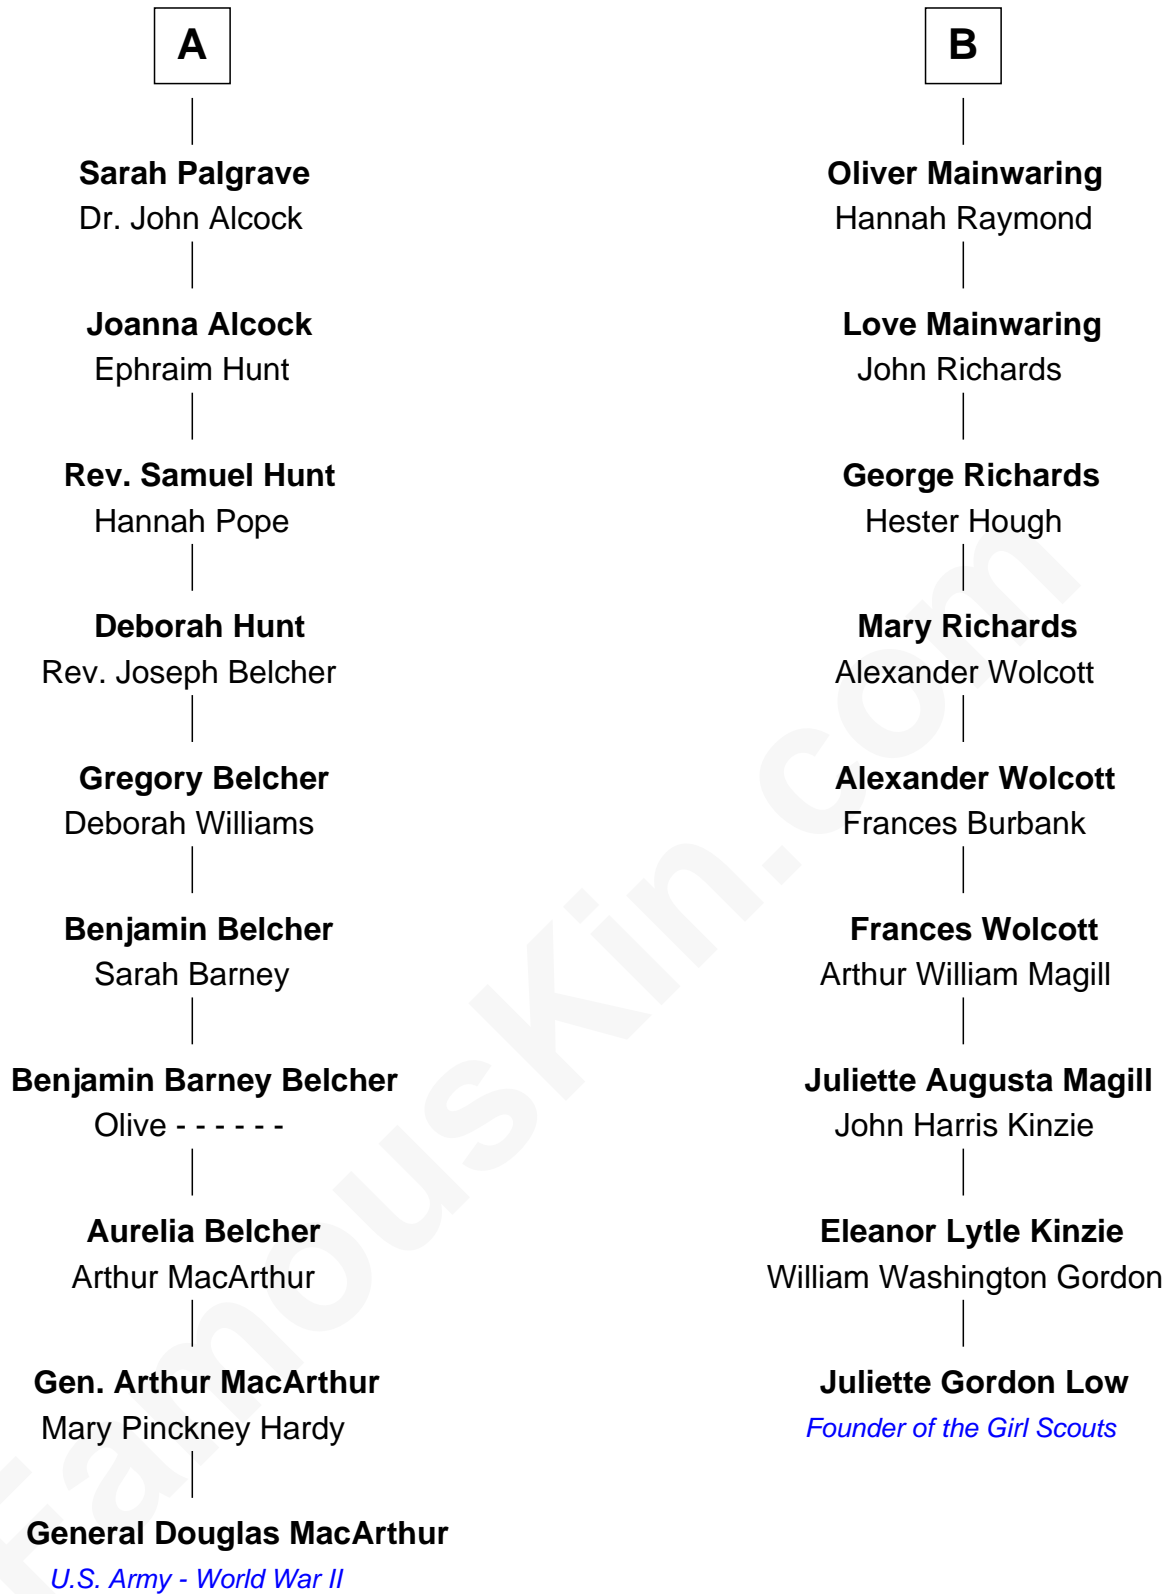 A
Sarah Palgrave
Dr. John Alcock
Joanna Alcock
Ephraim Hunt
Rev. Samuel Hunt
Hannah Pope
Deborah Hunt
Rev. Joseph Belcher
Gregory Belcher
Deborah Williams
Benjamin Belcher
Sarah Barney
Benjamin Barney Belcher
Olive - - - - - -
Aurelia Belcher
Arthur MacArthur
Gen. Arthur MacArthur
Mary Pinckney Hardy
General Douglas MacArthur
U.S. Army - World War II
B
Oliver Mainwaring
Hannah Raymond
Love Mainwaring
John Richards
George Richards
Hester Hough
Mary Richards
Alexander Wolcott
Alexander Wolcott
Frances Burbank
Frances Wolcott
Arthur William Magill
Juliette Augusta Magill
John Harris Kinzie
Eleanor Lytle Kinzie
William Washington Gordon
Juliette Gordon Low
Founder of the Girl Scouts
FamousKin.com